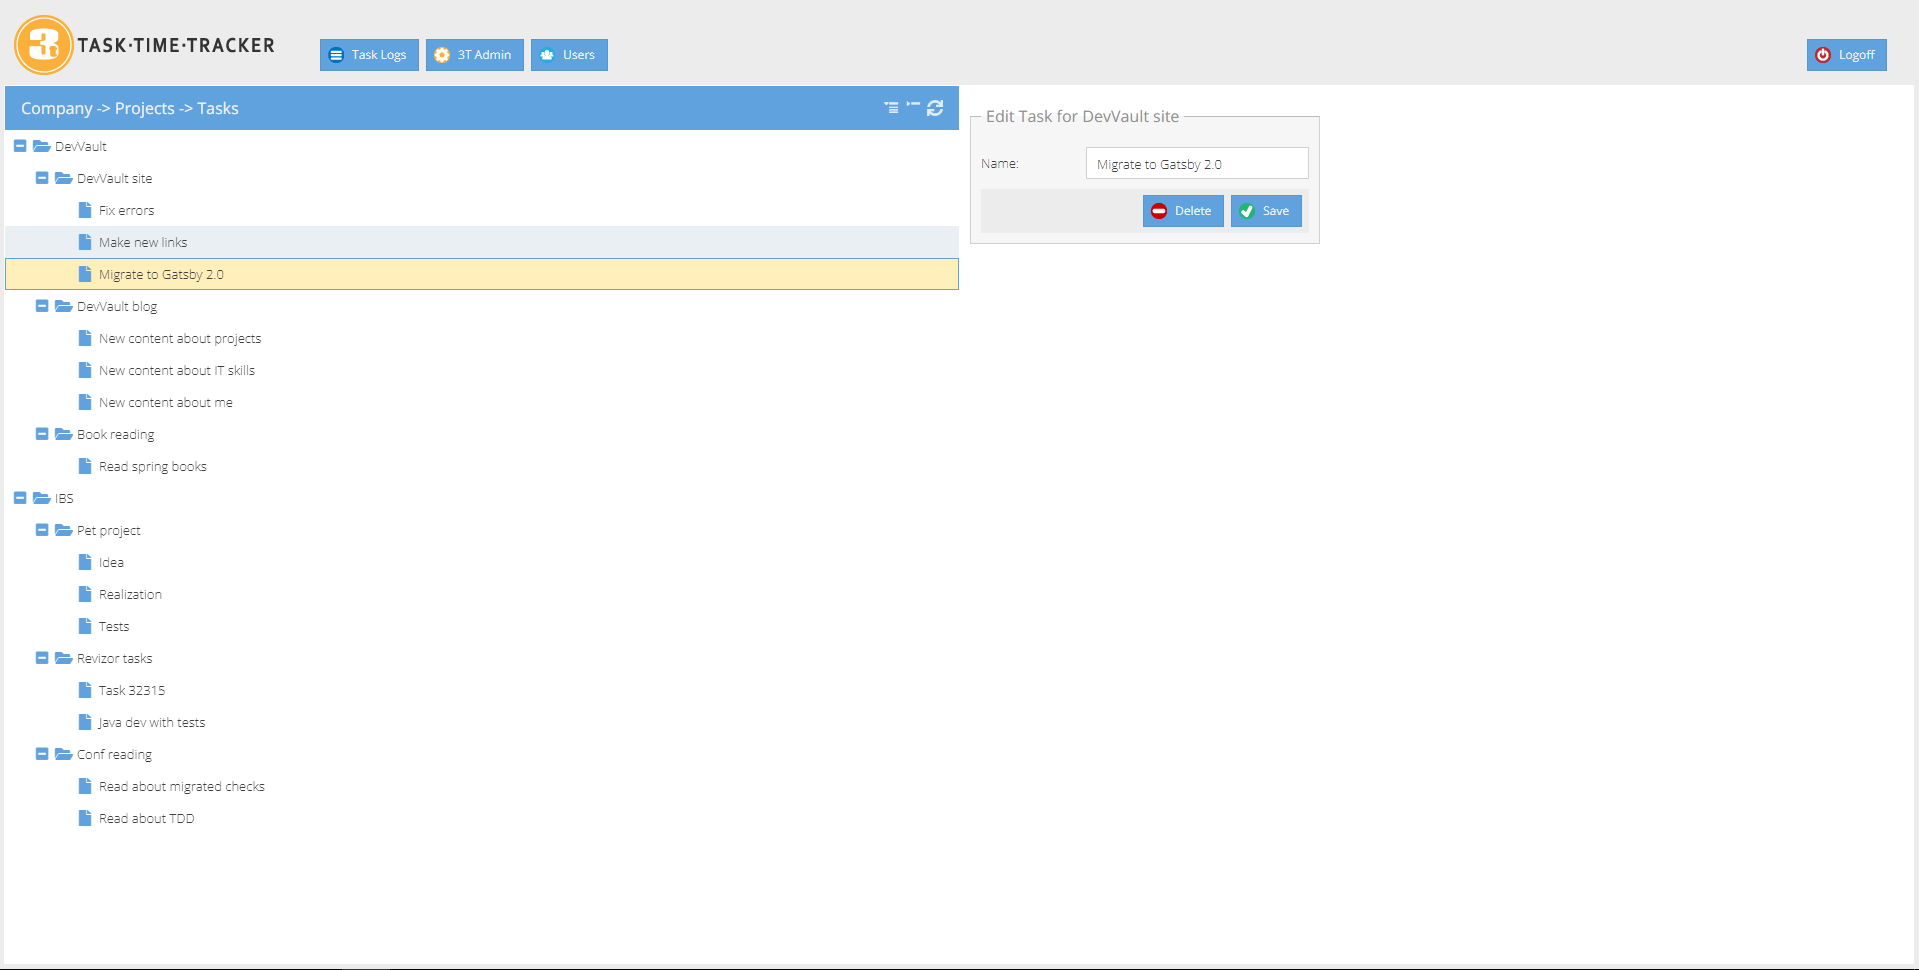 3t TASK·TIME·TRACKER
Task Logs
3T Admin
Users
Logoff
Company -> Projects -> Tasks
DevVault
DevVault site
Fix errors
Make new links
Migrate to Gatsby 2.0
DevVault blog
New content about projects
New content about IT skills
New content about me
Book reading
Read spring books
IBS
Pet project
Idea
Realization
Tests
Revizor tasks
Task 32315
Java dev with tests
Conf reading
Read about migrated checks
Read about TDD
Edit Task for DevVault site
Name: Migrate to Gatsby 2.0
Delete
Save